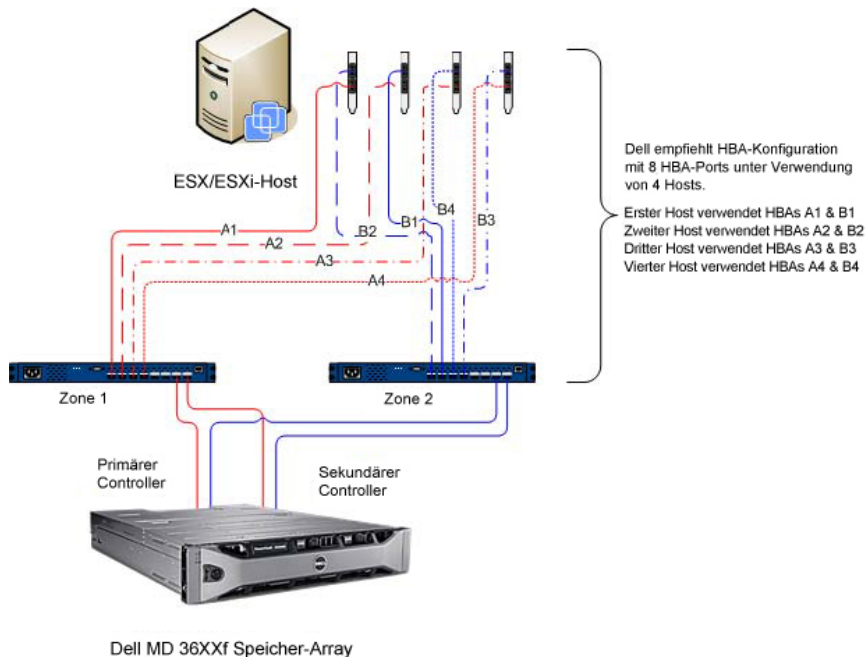 ESX/ESXi-Host
Dell empfiehlt HBA-Konfiguration
mit 8 HBA-Ports unter Verwendung
von 4 Hosts.
Erster Host verwendet HBAs A1 & B1
Zweiter Host verwendet HBAs A2 & B2
Dritter Host verwendet HBAs A3 & B3
Vierter Host verwendet HBAs A4 & B4
A1
A2
A3
A4
B2
B1
B4
B3
Zone 1
Zone 2
Primärer
Controller
Sekundärer
Controller
Dell MD 36XXf Speicher-Array